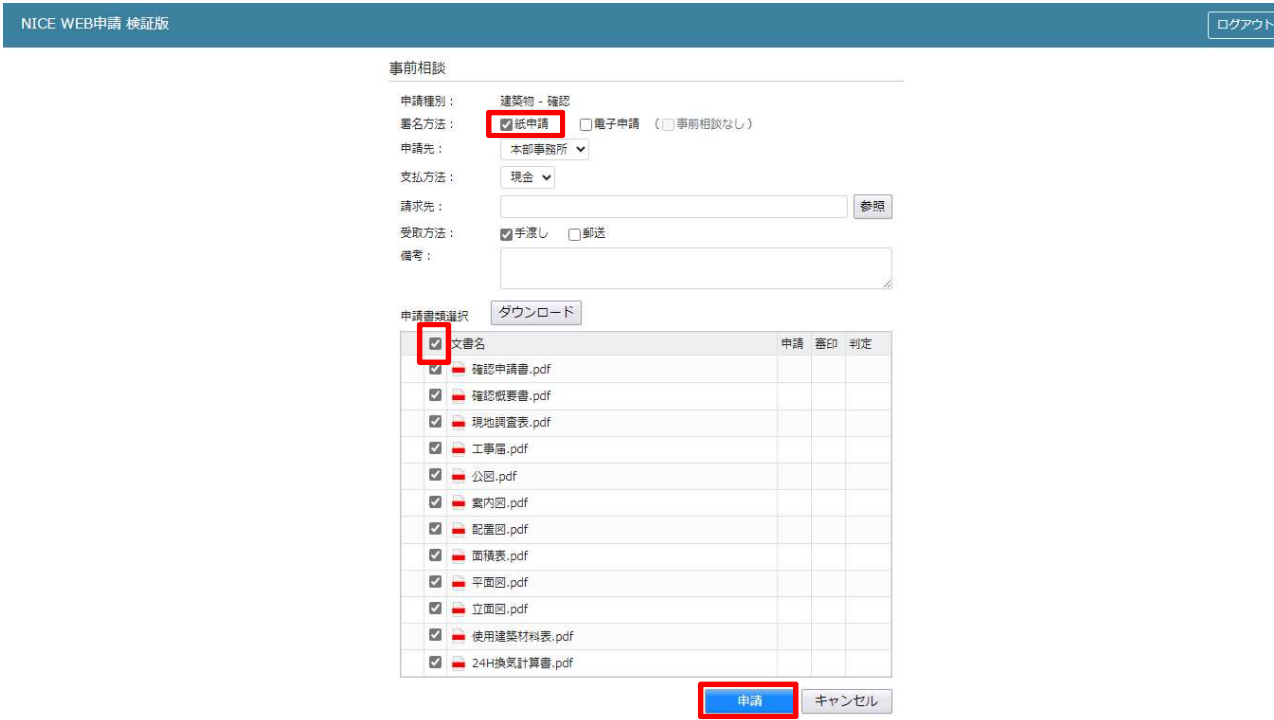 NICE WEB申請 検証版
ログアウト
事前相談
申請種別： 建築物 - 確認
署名方法： 紙申請 電子申請 （ 事前相談なし）
申請先： 本部事務所
支払方法： 現金
請求先： 参照
受取方法： 手渡し 郵送
備考：
申請書類選択 ダウンロード
文書名 申請 審印 判定
確認申請書.pdf
確認概要書.pdf
現地調査表.pdf
工事届.pdf
公図.pdf
案内図.pdf
配置図.pdf
面積表.pdf
平面図.pdf
立面図.pdf
使用建築材料表.pdf
24H換気計算書.pdf
申請 キャンセル